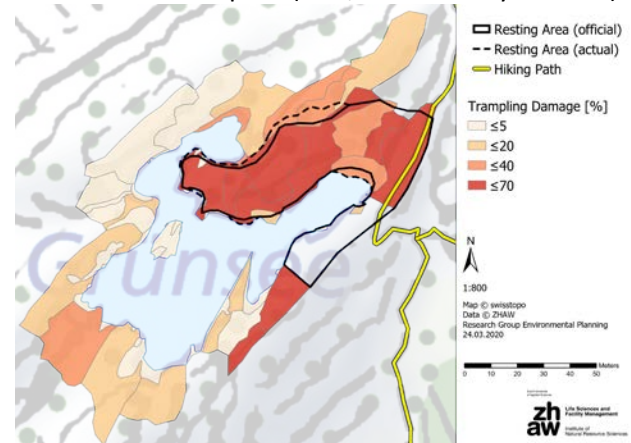 Grünsee
Resting Area (official)
Resting Area (actual)
Hiking Path
Trampling Damage [%]
≤5
≤20
≤40
≤70
N
1:800
Map © swisstopo
Data © ZHAW
Research Group Environmental Planning
24.03.2020
Meters
0 10 20 30 40 50
zh
aw
Life Sciences and
Facility Management
Institute of
Natural Resource Sciences